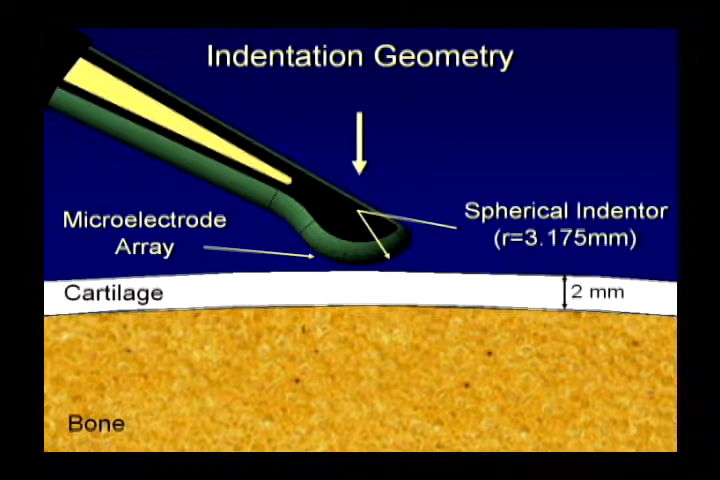 Indentation Geometry
Microelectrode
Array
Spherical Indentor
(r=3.175mm)
Cartilage
2 mm
Bone